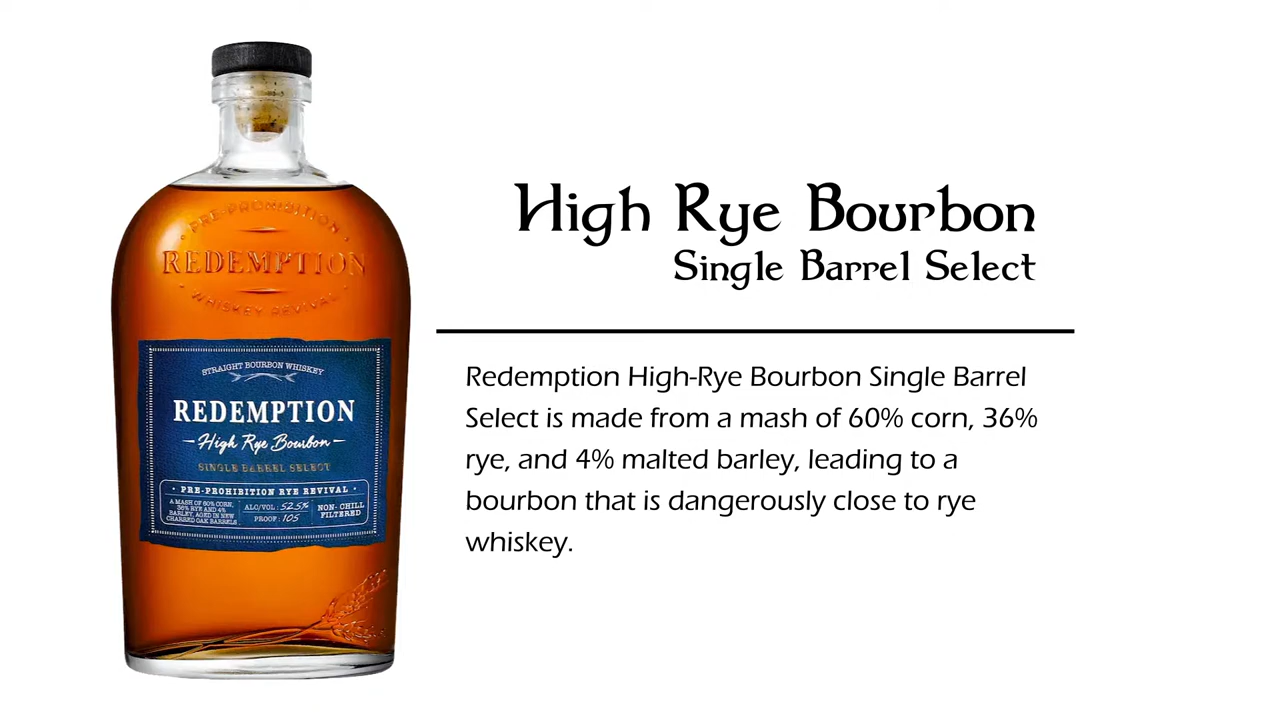 PRE-PROHIBITION
REDEMPTION
WHISKEY REVIVAL
STRAIGHT BOURBON WHISKEY
REDEMPTION
High Rye Bourbon
SINGLE BARREL SELECT
• PRE-PROHIBITION RYE REVIVAL •
A MASH OF 60% CORN,
36% RYE AND 4%
BARLEY, AGED IN NEW
CHARRED OAK BARRELS.
ALC/VOL: 52.5%
PROOF: 105
NON-CHILL
FILTERED
High Rye Bourbon
Single Barrel Select
Redemption High-Rye Bourbon Single Barrel
Select is made from a mash of 60% corn, 36%
rye, and 4% malted barley, leading to a
bourbon that is dangerously close to rye
whiskey.